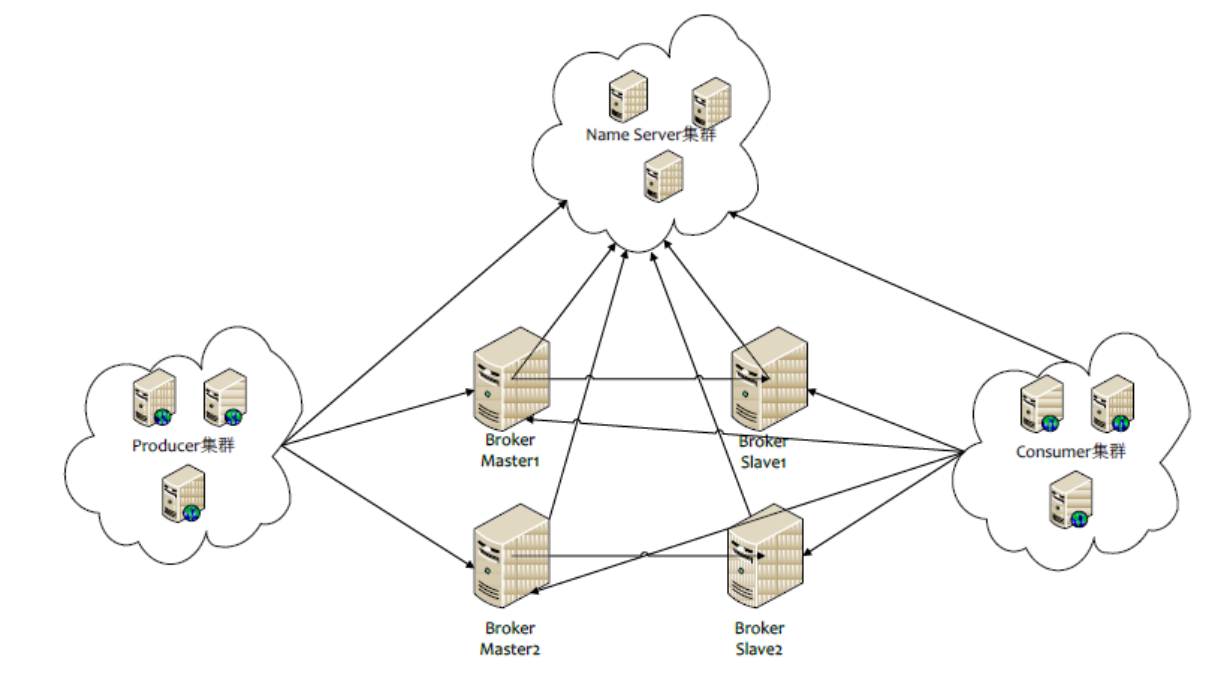 Name Server集群
Producer集群
Broker
Master1
Broker
Slave1
Consumer集群
Broker
Master2
Broker
Slave2